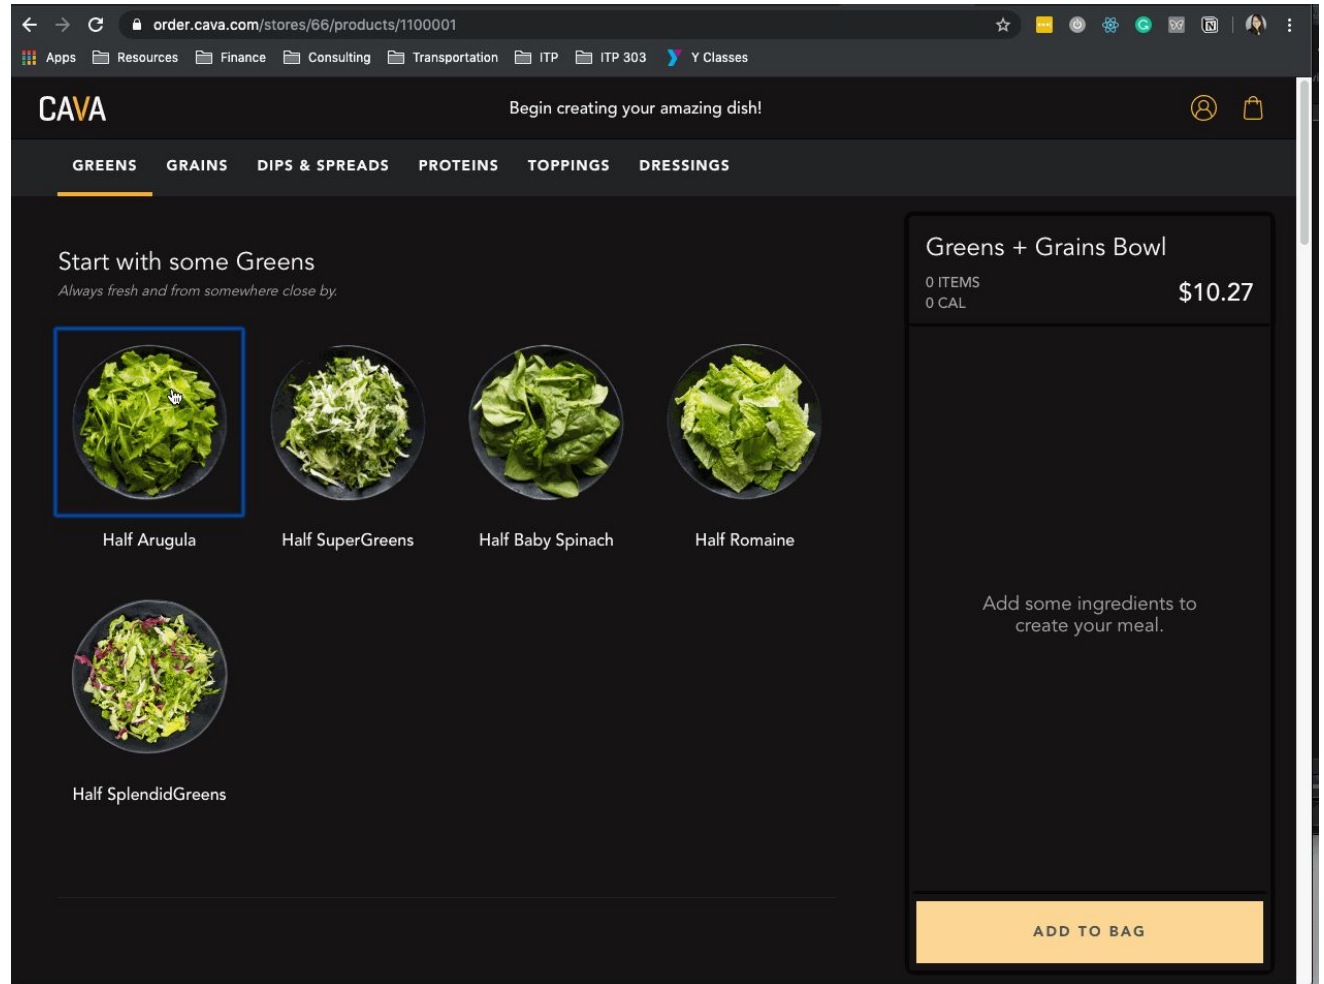 order.cava.com/stores/66/products/1100001
Apps Resources Finance Consulting Transportation ITP ITP 303 Y Classes
CAVA
Begin creating your amazing dish!
GREENS GRAINS DIPS & SPREADS PROTEINS TOPPINGS DRESSINGS
Start with some Greens
Always fresh and from somewhere close by.
Half Arugula
Half SuperGreens
Half Baby Spinach
Half Romaine
Half SplendidGreens
Greens + Grains Bowl
0 ITEMS
0 CAL
$10.27
Add some ingredients to
create your meal.
ADD TO BAG